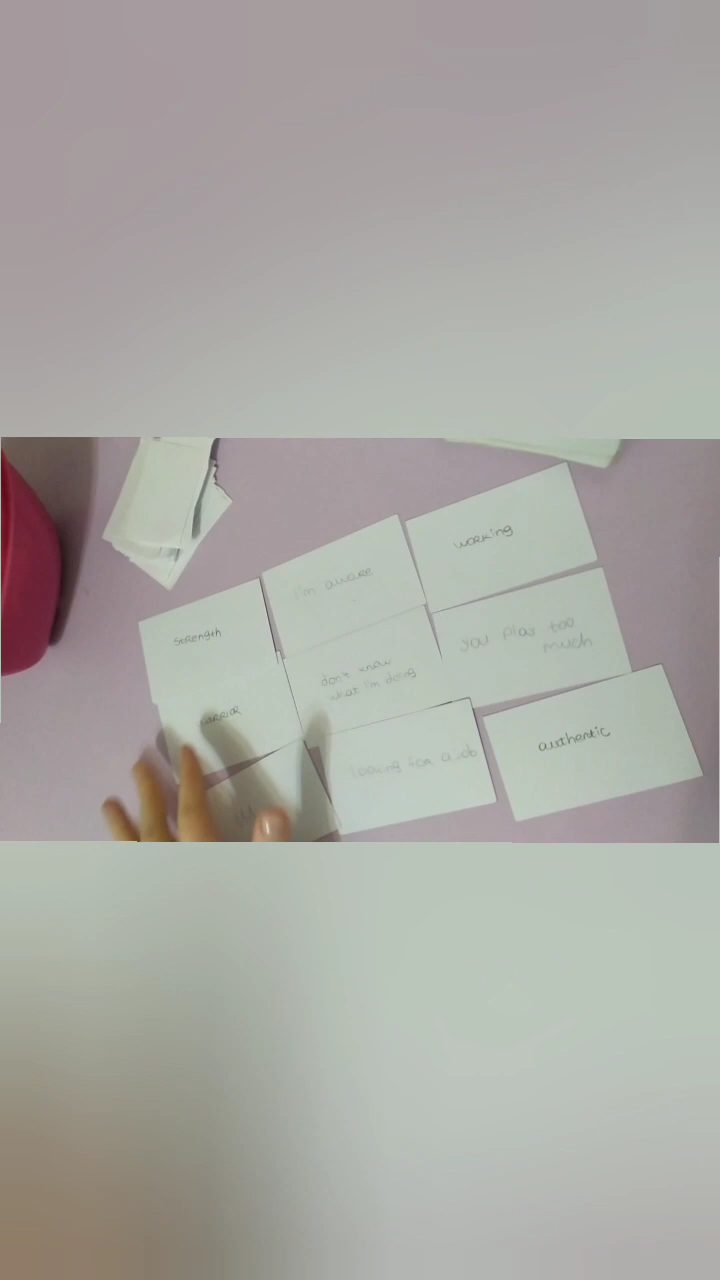 working
I'm aware
strength
you play too
much
don't know
what I'm doing
authentic
looking for a job